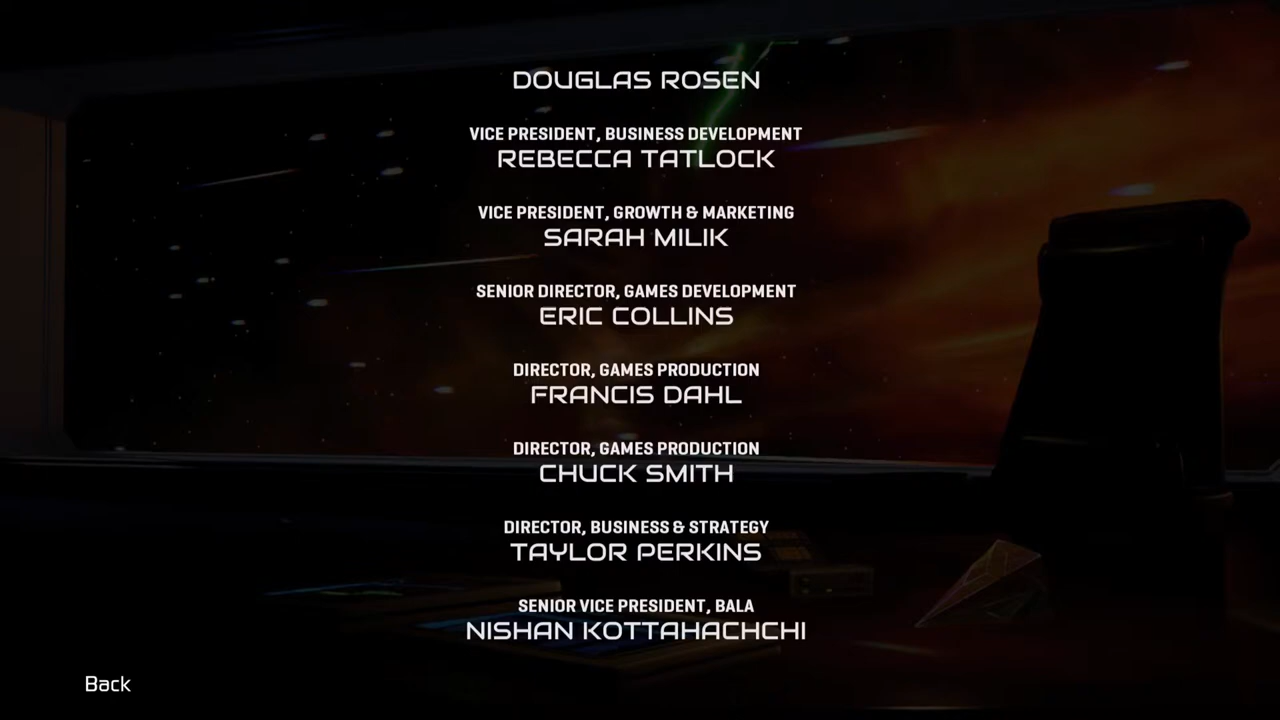 DOUGLAS ROSEN
VICE PRESIDENT, BUSINESS DEVELOPMENT
REBECCA TATLOCK
VICE PRESIDENT, GROWTH & MARKETING
SARAH MILIK
SENIOR DIRECTOR, GAMES DEVELOPMENT
ERIC COLLINS
DIRECTOR, GAMES PRODUCTION
FRANCIS DAHL
DIRECTOR, GAMES PRODUCTION
CHUCK SMITH
DIRECTOR, BUSINESS & STRATEGY
TAYLOR PERKINS
SENIOR VICE PRESIDENT, BALA
NISHAN KOTTAHACHCHI
Back